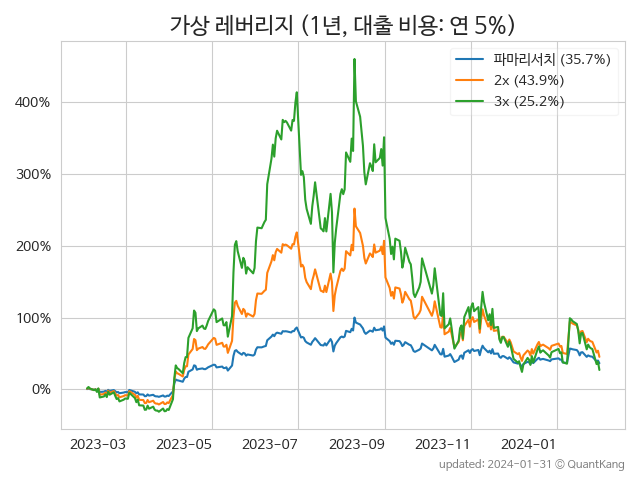 가상 레버리지 (1년, 대출 비용: 연 5%)
파마리서치 (35.7%)
2x (43.9%)
3x (25.2%)
400%
300%
200%
100%
0%
2023-03 2023-05 2023-07 2023-09 2023-11 2024-01
updated: 2024-01-31 © QuantKang